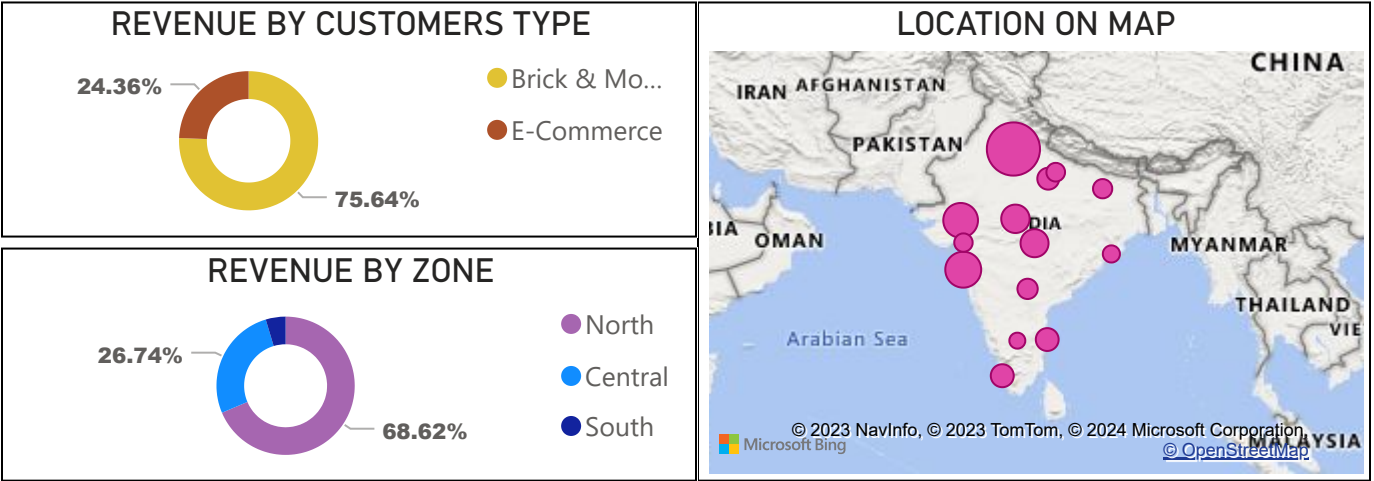 REVENUE BY CUSTOMERS TYPE
24.36%
75.64%
Brick & Mo...
E-Commerce
REVENUE BY ZONE
26.74%
68.62%
North
Central
South
LOCATION ON MAP
CHINA
IRAN
AFGHANISTAN
PAKISTAN
DIA
IA
OMAN
MYANMAR
THAILAND
VIE
Arabian Sea
© 2023 NavInfo, © 2023 TomTom, © 2024 Microsoft Corporation
Microsoft Bing
MALAYSIA
© OpenStreetMap